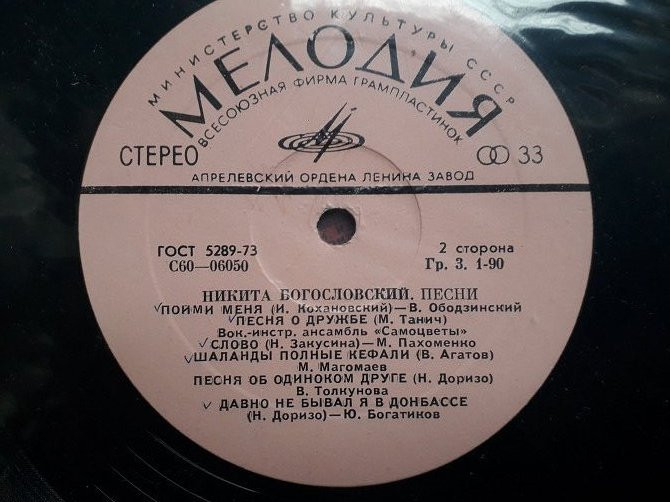 МИНИСТЕРСТВО КУЛЬТУРЫ СССР
МЕЛОДИЯ
ВСЕСОЮЗНАЯ ФИРМА ГРАМПЛАСТИНОК
СТЕРЕО
33
АПРЕЛЕВСКИЙ ОРДЕНА ЛЕНИНА ЗАВОД
ГОСТ 5289-73
2 сторона
С60—06050
Гр. 3. 1-90
НИКИТА БОГОСЛОВСКИЙ. ПЕСНИ
ПОЙМИ МЕНЯ (И. Кохановский)—В. Ободзинский
ПЕСНЯ О ДРУЖБЕ (М. Танич)
Вок.-инстр. ансамбль «Самоцветы»
СЛОВО (Н. Закусина)—М. Пахоменко
ШАЛАНДЫ ПОЛНЫЕ КЕФАЛИ (В. Агатов)
М. Магомаев
ПЕСНЯ ОБ ОДИНОКОМ ДРУГЕ (Н. Доризо)
В. Толкунова
ДАВНО НЕ БЫВАЛ Я В ДОНБАССЕ
(Н. Доризо)—Ю. Богатиков